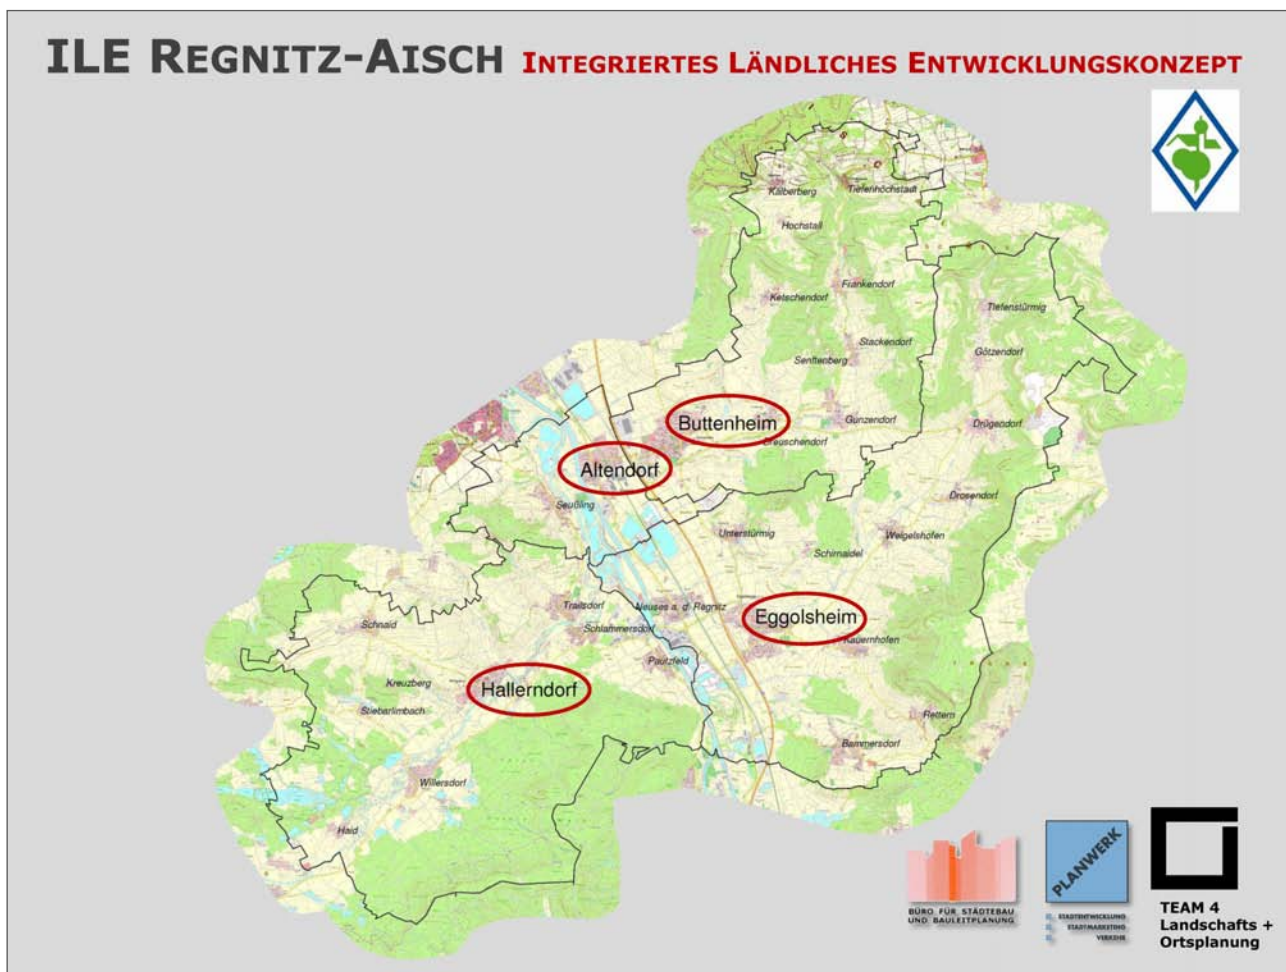 ILE REGNITZ-AISCH INTEGRIERTES LÄNDLICHES ENTWICKLUNGSKONZEPT
Kälberberg
Tiefenhöchstadt
Hochstall
Frankendorf
Ketschendorf
Tiefenstürmig
Stackendorf
Götzendorf
Senftenberg
Buttenheim
Gunzendorf
Drügendorf
Dreuschendorf
Altendorf
Drosendorf
Seußling
Unterstürmig
Weigelshofen
Schirnaidel
Trailsdorf
Neuses a. d. Regnitz
Eggolsheim
Schnaid
Schlammersdorf
Kauernhofen
Pautzfeld
Kreuzberg
Hallerndorf
Stiebarlimbach
Rettern
Bammersdorf
Willersdorf
Haid
BÜRO FÜR STÄDTEBAU
UND BAULEITPLANUNG
PLANWERK
STADTENTWICKLUNG
STADTMARKETING
VERKEHR
TEAM 4
Landschafts +
Ortsplanung